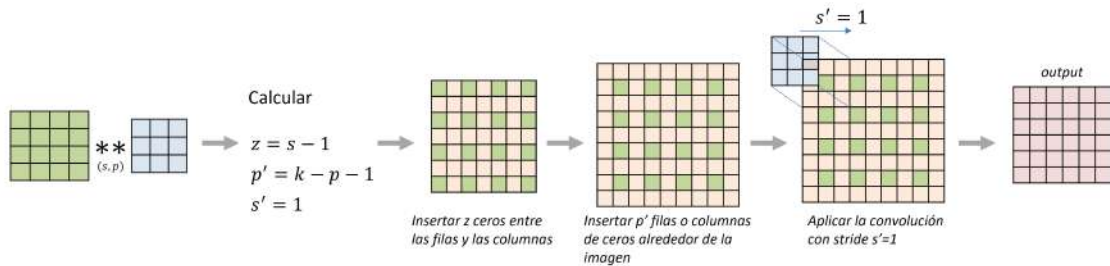 **
(s,p)
Calcular
z = s − 1
p′ = k − p − 1
s′ = 1
Insertar z ceros entre
las filas y las columnas
Insertar p' filas o columnas
de ceros alrededor de la
imagen
s′ = 1
Aplicar la convolución
con stride s'=1
output